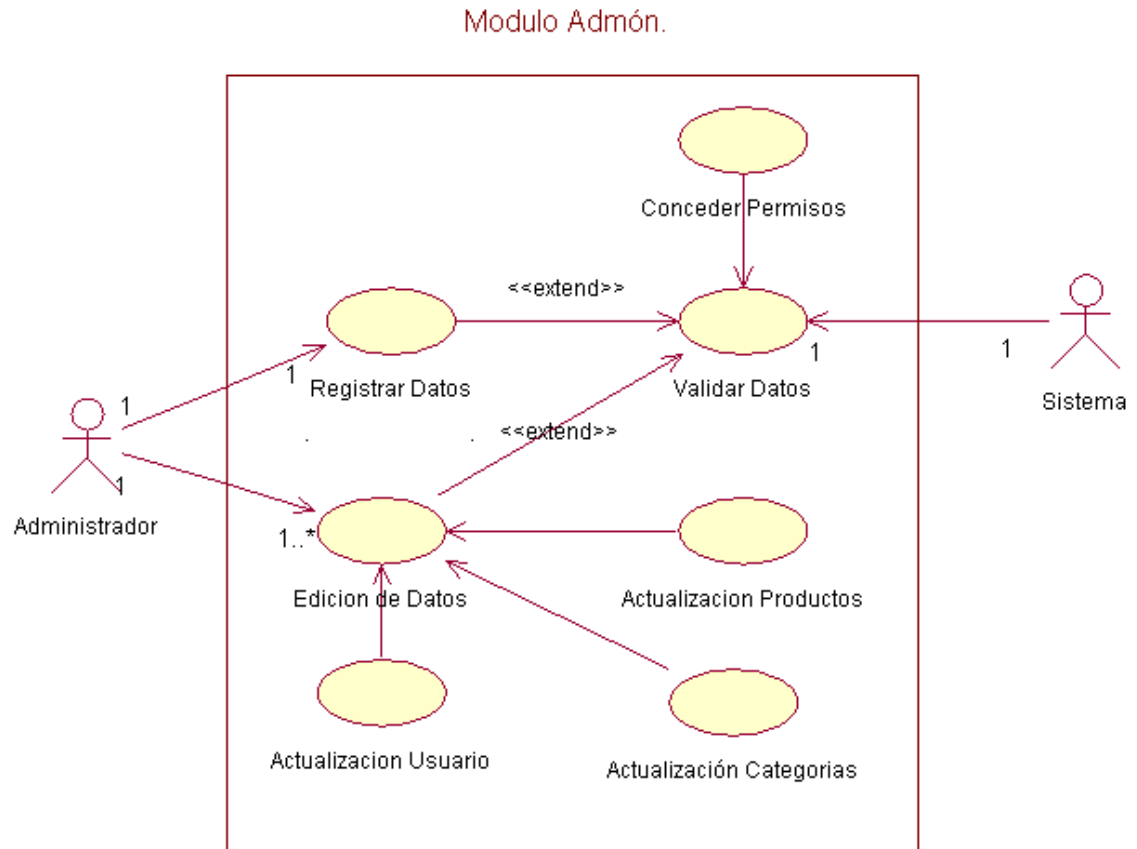 Modulo Admón.
Conceder Permisos
<<extend>>
1
1
1
1
Registrar Datos
Validar Datos
Sistema
<<extend>>
1
Administrador
1..*
Edicion de Datos
Actualizacion Productos
Actualizacion Usuario
Actualización Categorias